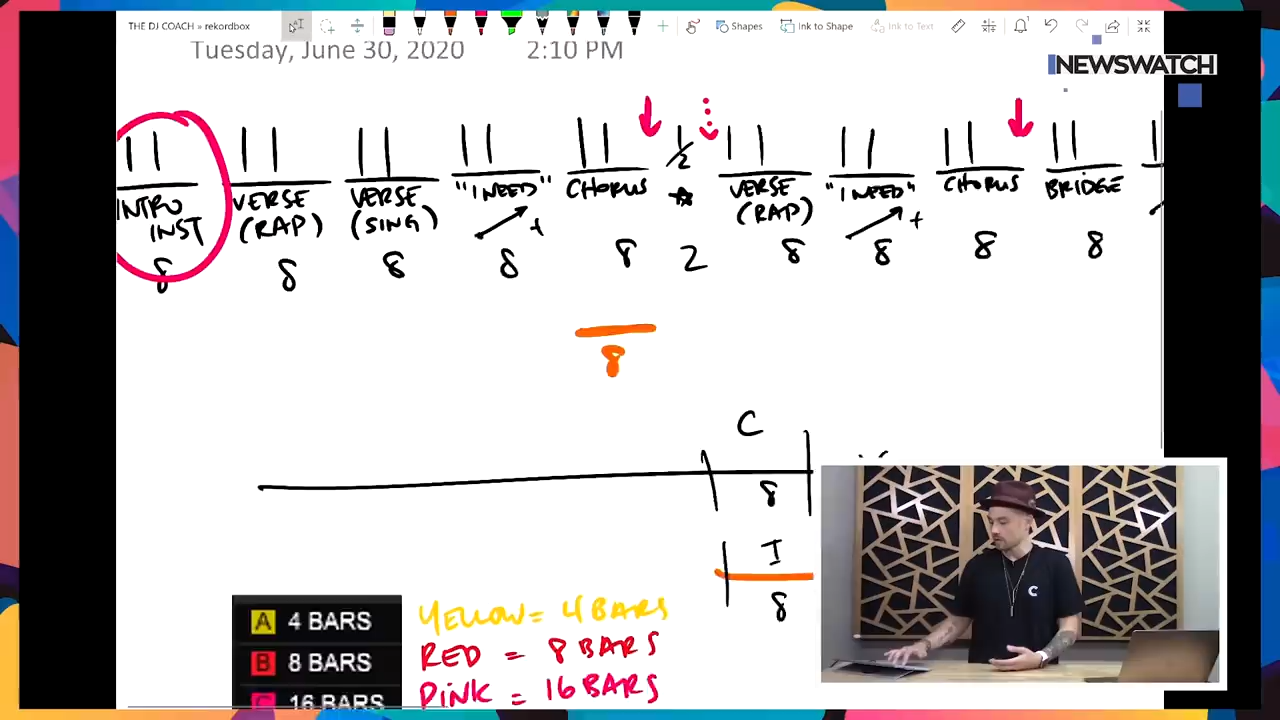 THE DJ COACH » rekordbox
Shapes
Ink to Shape
Ink to Text
Tuesday, June 30, 2020 2:10 PM
NEWSWATCH
1/2
INTRO INST
VERSE (RAP)
VERSE (SING)
"I NEED"
CHORUS
VERSE (RAP)
"I NEED"
CHORUS
BRIDGE
+ +
8 8 8 8 8 2 8 8 8 8
8
C
8
I
8
A 4 BARS
B 8 BARS
C 16 BARS
YELLOW = 4 BARS
RED = 8 BARS
PINK = 16 BARS
C